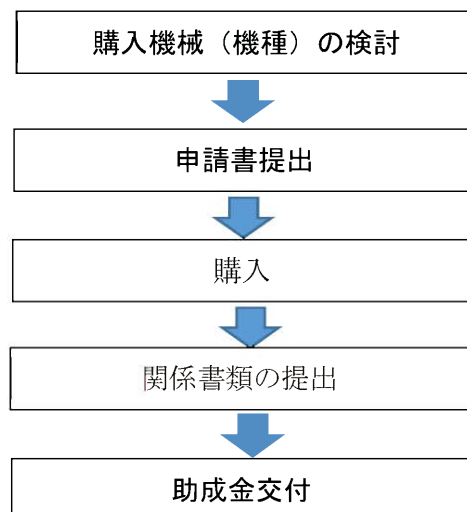 購入機械（機種）の検討
申請書提出
購入
関係書類の提出
助成金交付